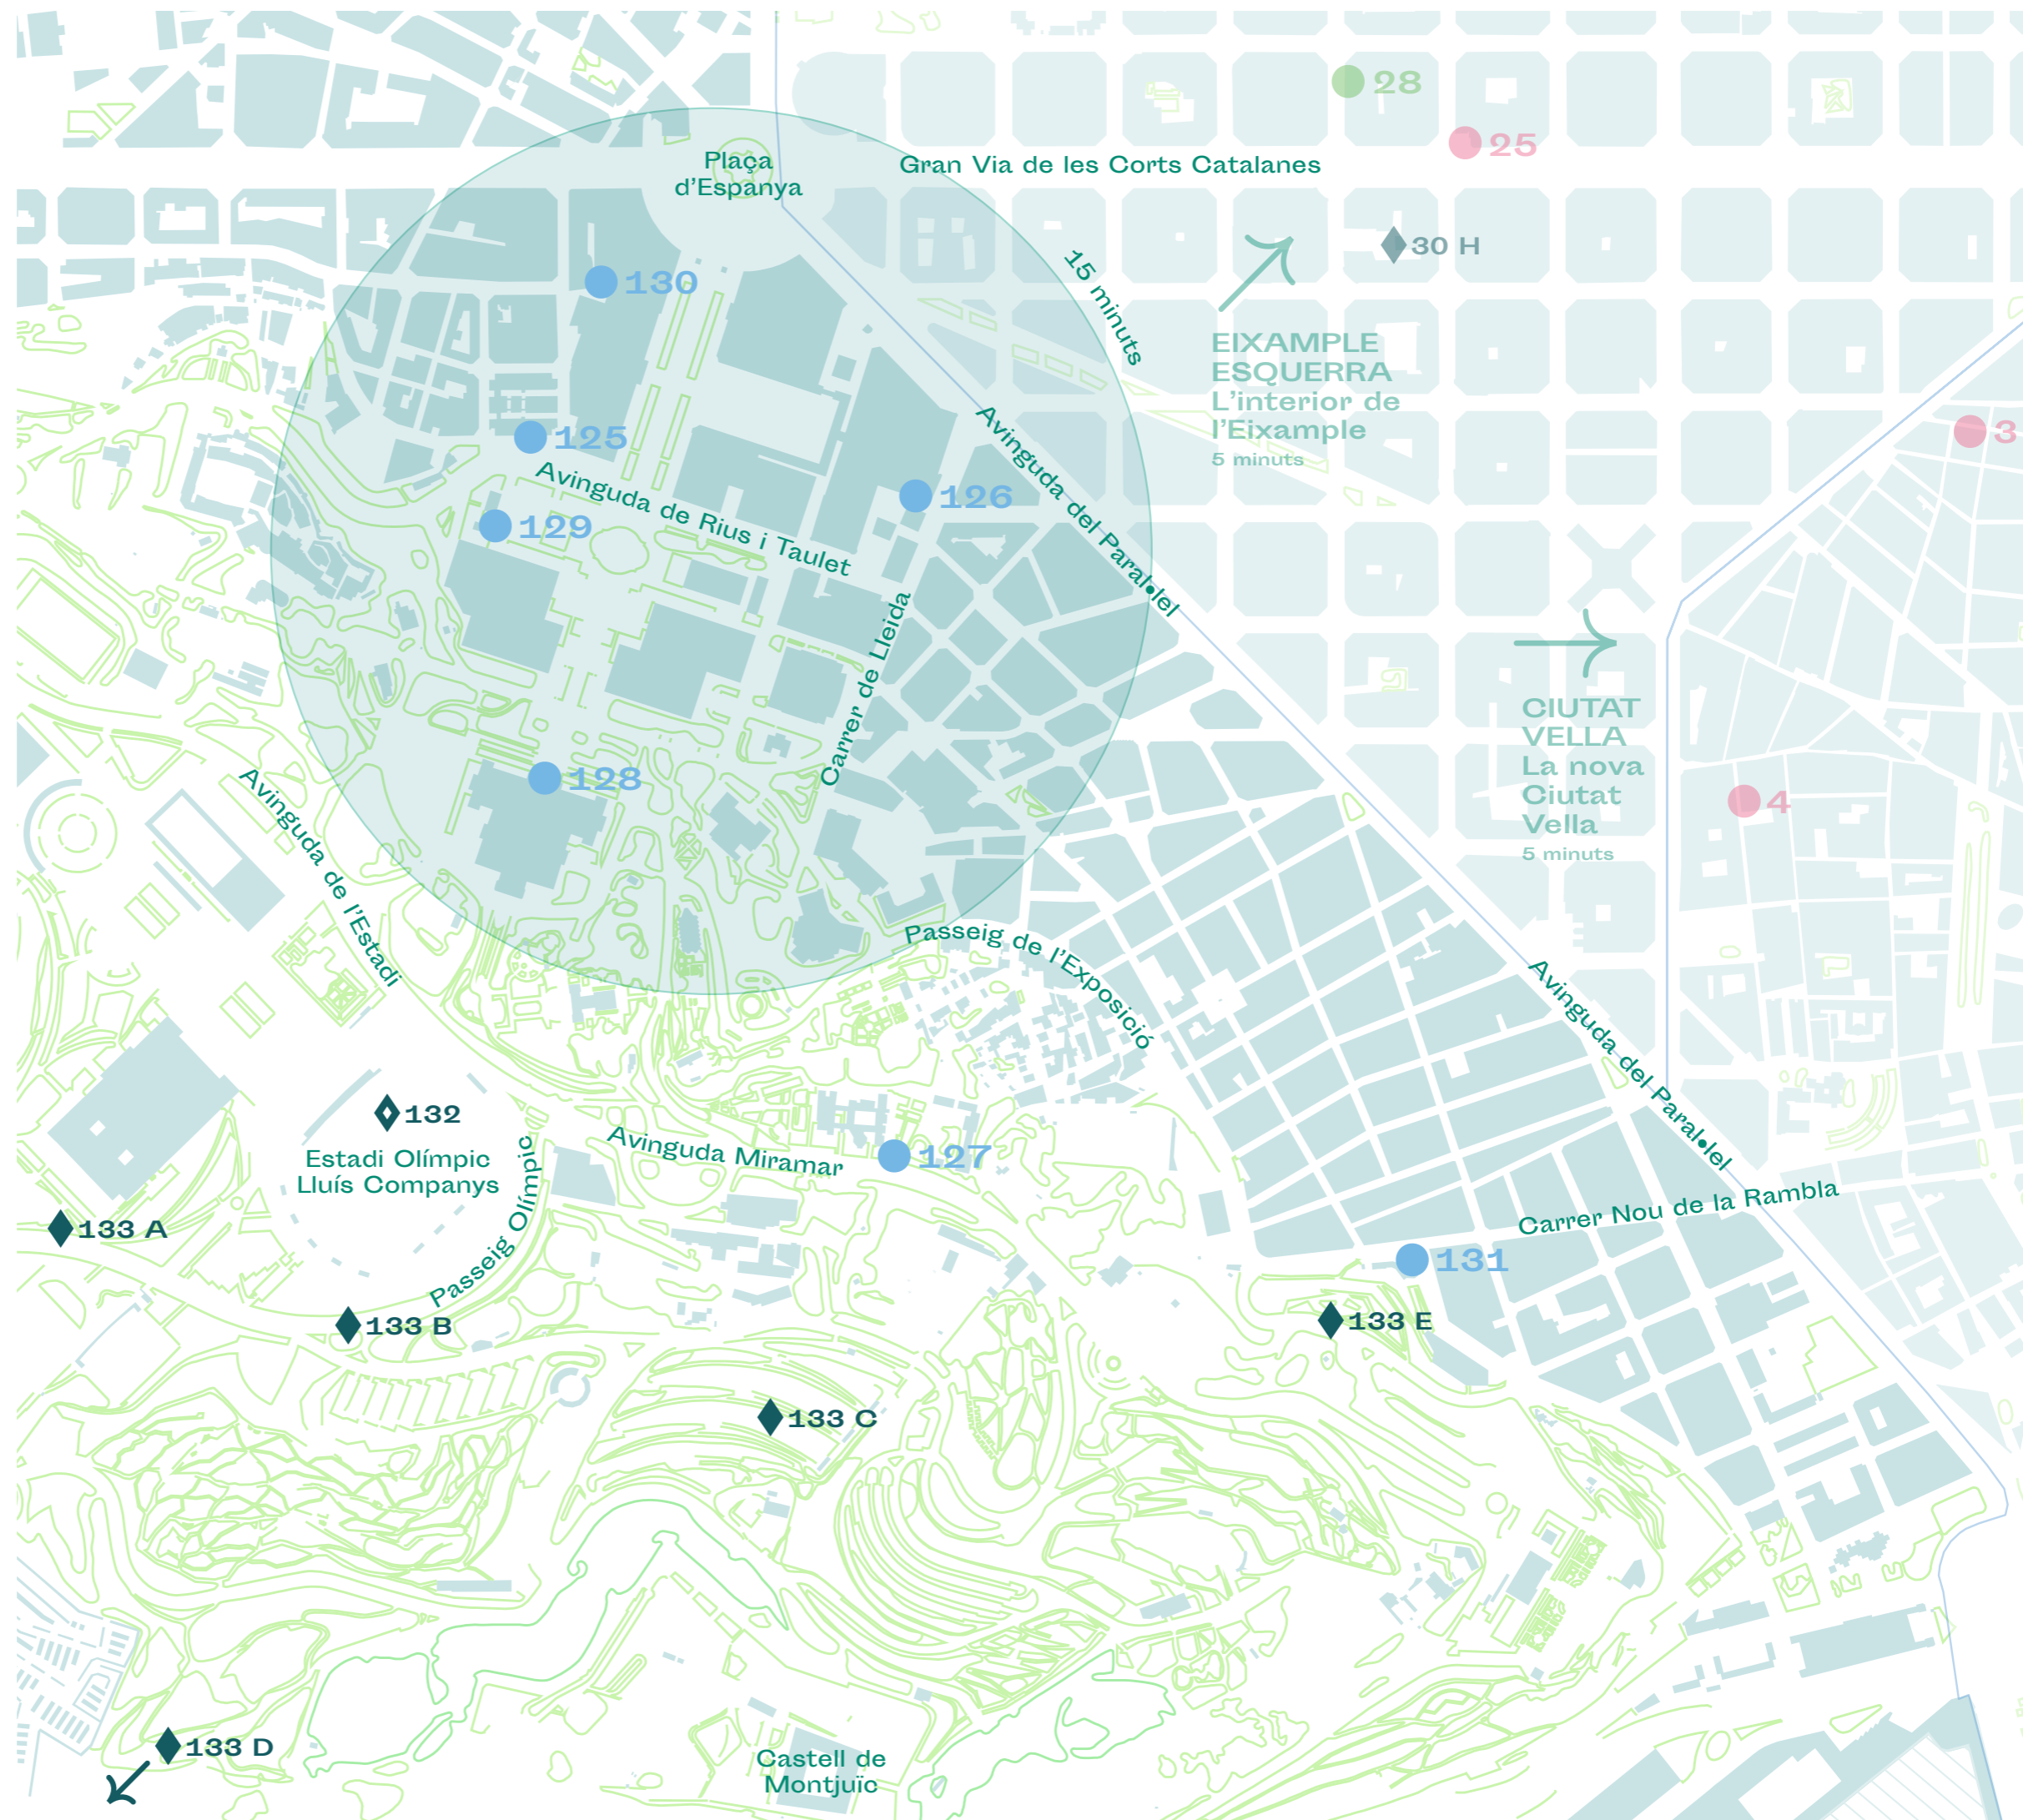 28
25
Plaça
d'Espanya
Gran Via de les Corts Catalanes
30 H
130
15 minuts
EIXAMPLE
ESQUERRA
L'interior de
l'Eixample
5 minuts
3
125
Avinguda de Rius i Taulet
126
Avinguda del Paral•lel
129
Carrer de Lleida
CIUTAT
VELLA
La nova
Ciutat
Vella
5 minuts
128
4
Avinguda de l'Estadi
Passeig de l'Exposició
Avinguda del Paral•lel
132
Estadi Olímpic
Lluís Companys
Passeig Olímpic
Avinguda Miramar
127
Carrer Nou de la Rambla
133 A
131
133 B
133 E
133 C
133 D
Castell de
Montjuïc